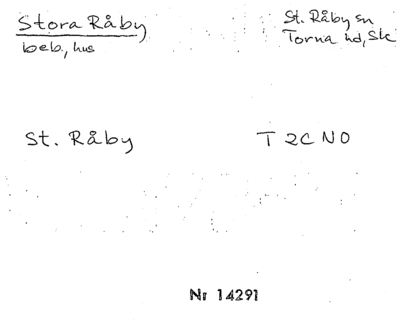 Stora Råby
beb., hus
St. Råby sn
Torna hd, Sk
St. Råby
T 2C NO
Nr 14291